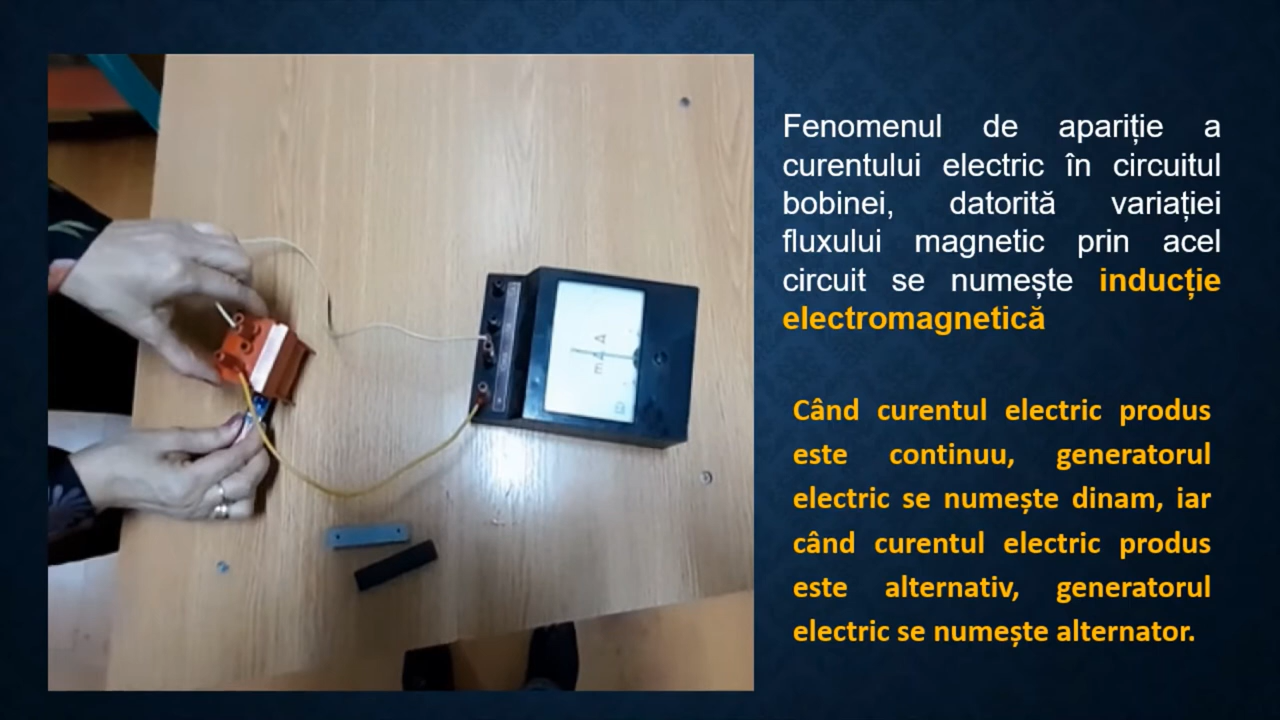 Fenomenul de apariție a
curentului electric în circuitul
bobinei, datorită variației
fluxului magnetic prin acel
circuit se numește inducție
electromagnetică
Când curentul electric produs
este continuu, generatorul
electric se numește dinam, iar
când curentul electric produs
este alternativ, generatorul
electric se numește alternator.
mA A